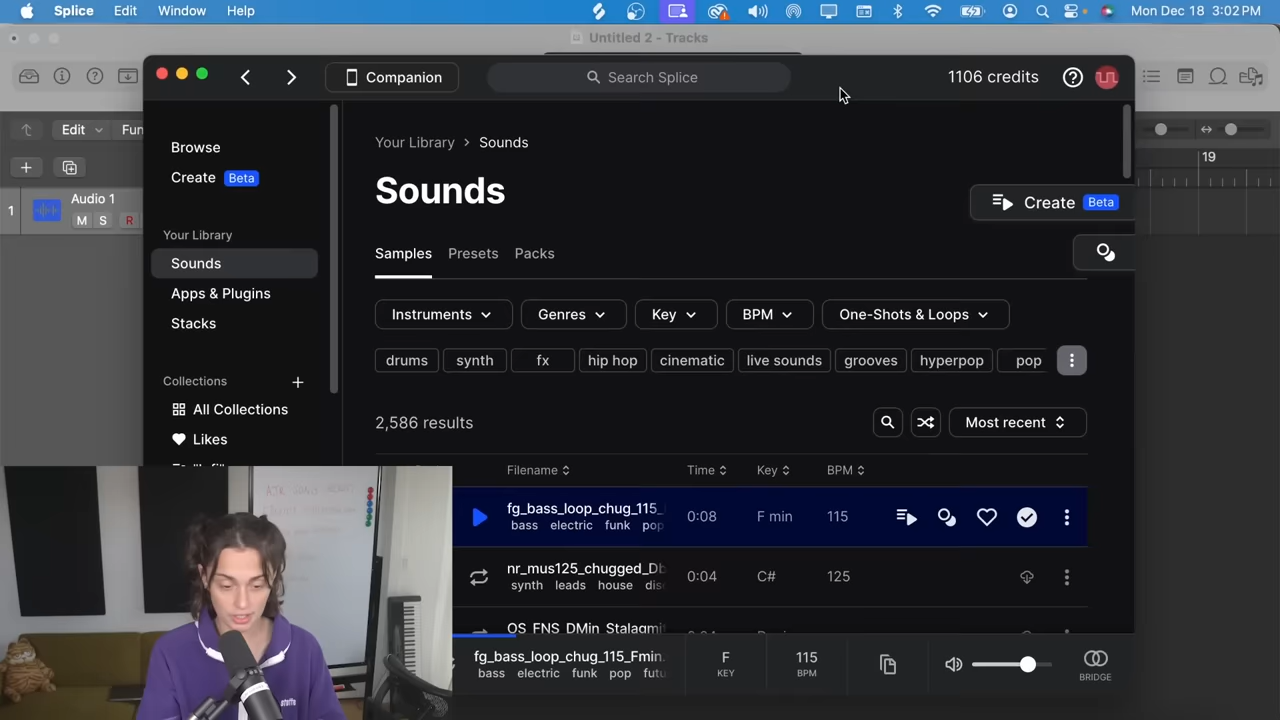 Splice Edit Window Help Mon Dec 18 3:02 PM
Untitled 2 - Tracks
Companion Search Splice 1106 credits
Edit Fun
19
1 Audio 1
M S R
Browse
Create Beta
Your Library
Sounds
Apps & Plugins
Stacks
Collections
All Collections
Likes
Your Library > Sounds
Sounds
Create Beta
Samples Presets Packs
Instruments Genres Key BPM One-Shots & Loops
drums synth fx hip hop cinematic live sounds grooves hyperpop pop
2,586 results Most recent
Filename Time Key BPM
fg_bass_loop_chug_115_ 0:08 F min 115
bass electric funk pop
nr_mus125_chugged_Db 0:04 C# 125
synth leads house dis
OS_FNS_DMin_Stalagmi
fg_bass_loop_chug_115_Fmin. F 115
bass electric funk pop futu KEY BPM BRIDGE